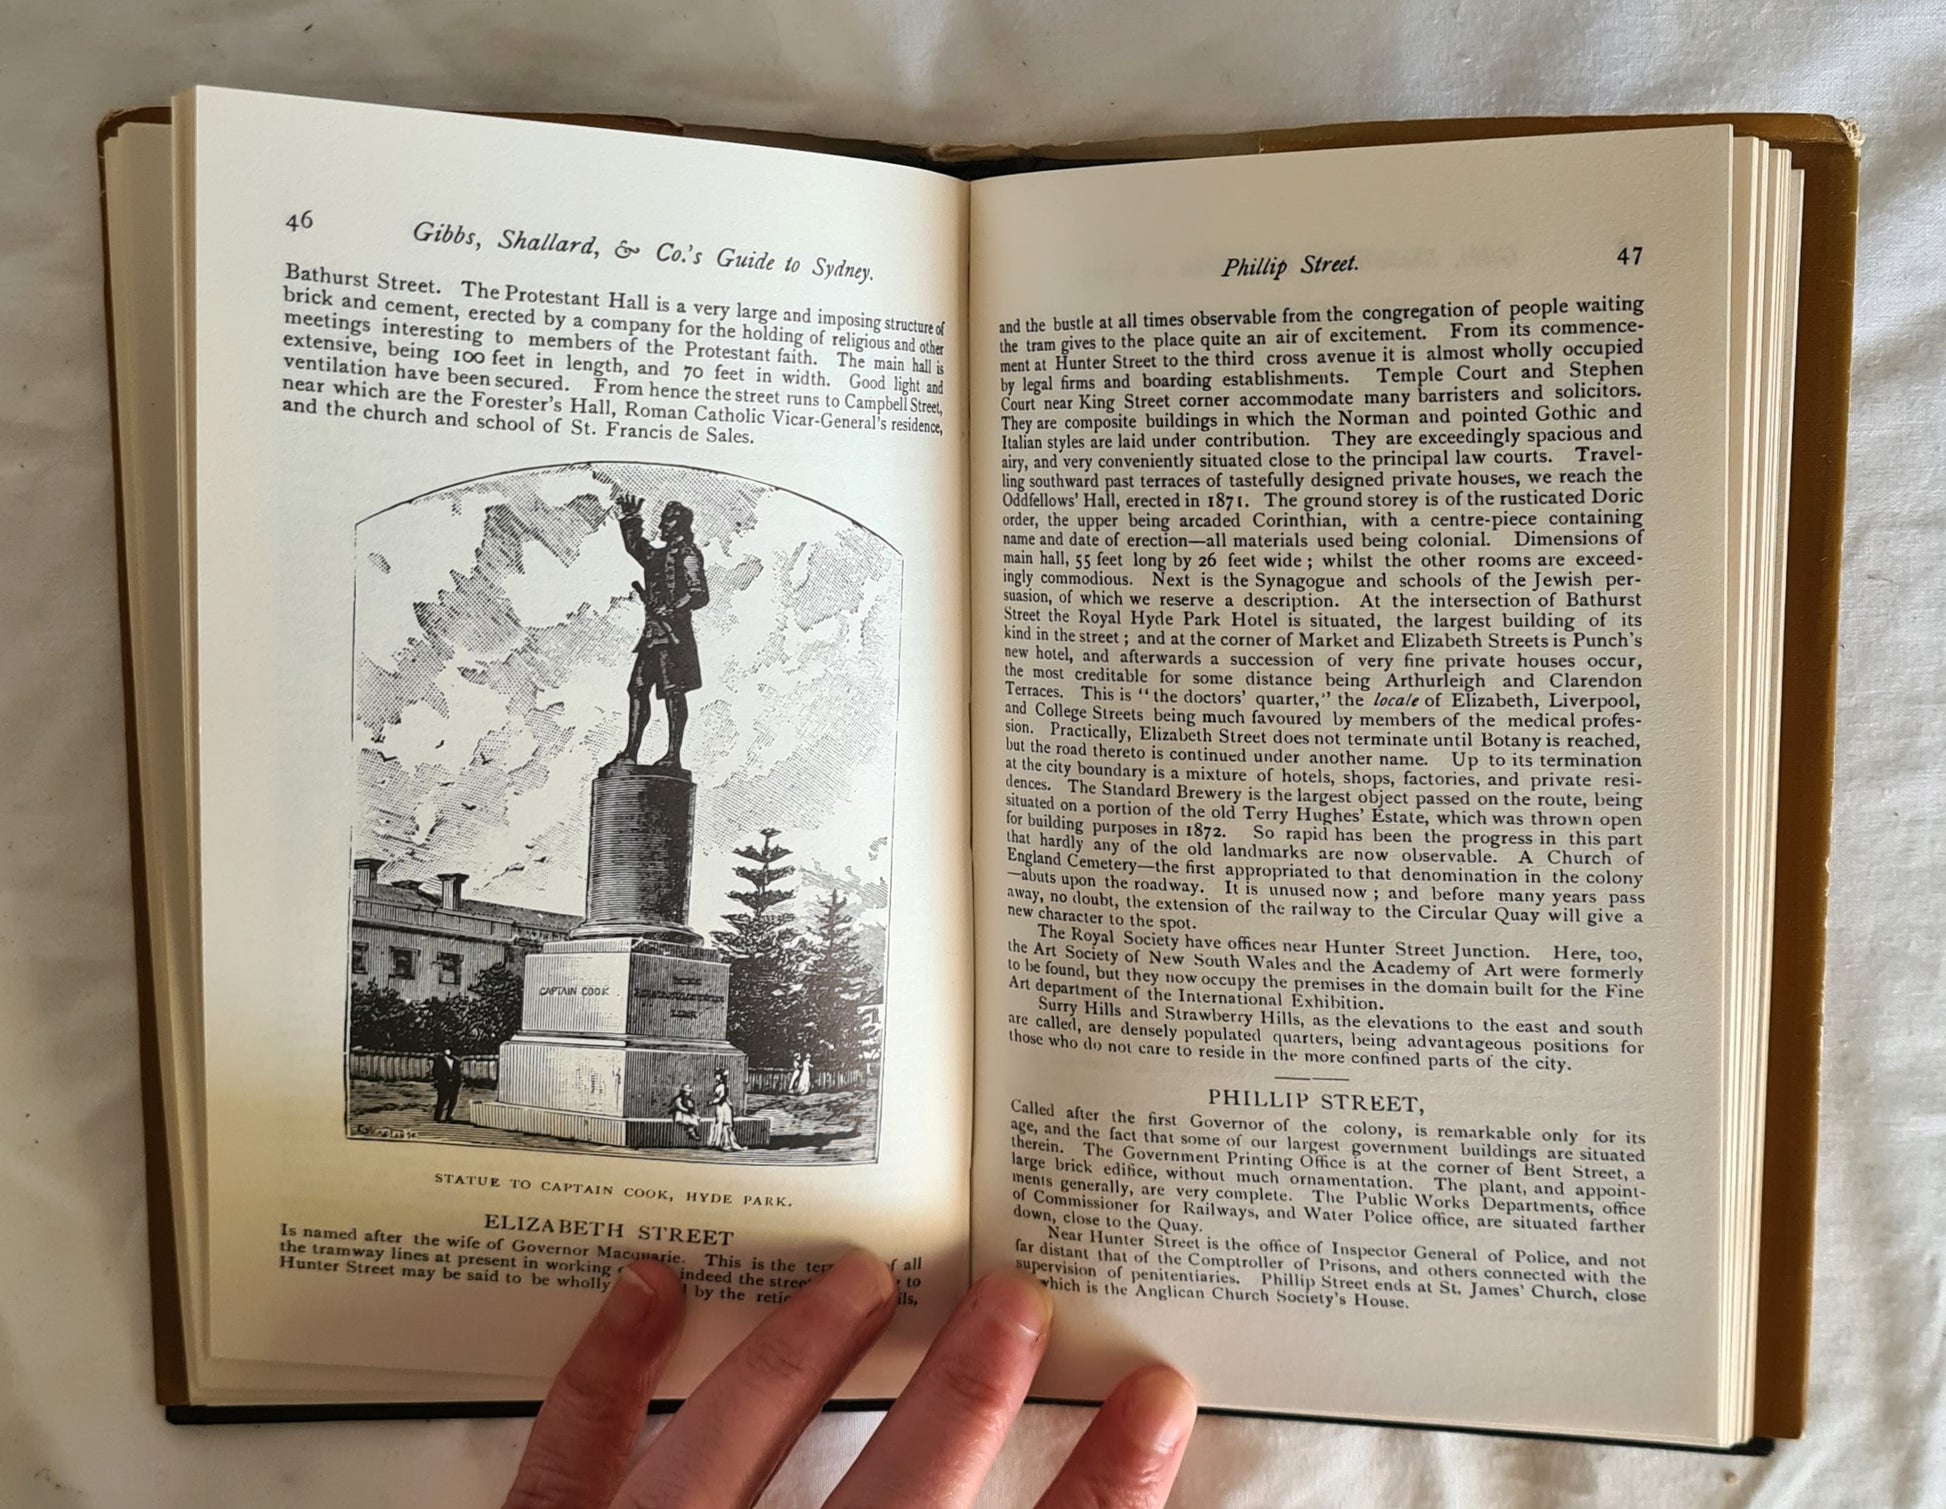 46
Gibbs, Shallard, & Co.'s Guide to Sydney.
Bathurst Street. The Protestant Hall is a very large and imposing structure of
brick and cement, erected by a company for the holding of religious and other
meetings interesting to members of the Protestant faith. The main hall is
extensive, being 100 feet in length, and 70 feet in width. Good light and
ventilation have been secured. From hence the street runs to Campbell Street,
near which are the Forester's Hall, Roman Catholic Vicar-General's residence,
and the church and school of St. Francis de Sales.
CAPTAIN COOK
STATUE TO CAPTAIN COOK, HYDE PARK.
ELIZABETH STREET
Is named after the wife of Governor Macquarie. This is the all
the tramway lines at present in working indeed the to
Hunter Street may be said to be wholly by the
47
Phillip Street.
and the bustle at all times observable from the congregation of people waiting
the tram gives to the place quite an air of excitement. From its commence-
ment at Hunter Street to the third cross avenue it is almost wholly occupied
by legal firms and boarding establishments. Temple Court and Stephen
Court near King Street corner accommodate many barristers and solicitors.
They are composite buildings in which the Norman and pointed Gothic and
Italian styles are laid under contribution. They are exceedingly spacious and
airy, and very conveniently situated close to the principal law courts. Travel-
ling southward past terraces of tastefully designed private houses, we reach the
Oddfellows' Hall, erected in 1871. The ground storey is of the rusticated Doric
order, the upper being arcaded Corinthian, with a centre-piece containing
name and date of erection—all materials used being colonial. Dimensions of
main hall, 55 feet long by 26 feet wide; whilst the other rooms are exceed-
ingly commodious. Next is the Synagogue and schools of the Jewish per-
suasion, of which we reserve a description. At the intersection of Bathurst
Street the Royal Hyde Park Hotel is situated, the largest building of its
kind in the street; and at the corner of Market and Elizabeth Streets is Punch's
new hotel, and afterwards a succession of very fine private houses occur,
the most creditable for some distance being Arthurleigh and Clarendon
Terraces. This is "the doctors' quarter," the locale of Elizabeth, Liverpool,
and College Streets being much favoured by members of the medical profes-
sion. Practically, Elizabeth Street does not terminate until Botany is reached,
but the road thereto is continued under another name. Up to its termination
at the city boundary is a mixture of hotels, shops, factories, and private resi-
dences. The Standard Brewery is the largest object passed on the route, being
situated on a portion of the old Terry Hughes' Estate, which was thrown open
for building purposes in 1872. So rapid has been the progress in this part
that hardly any of the old landmarks are now observable. A Church of
England Cemetery—the first appropriated to that denomination in the colony
—abuts upon the roadway. It is unused now; and before many years pass
away, no doubt, the extension of the railway to the Circular Quay will give a
new character to the spot.
The Royal Society have offices near Hunter Street Junction. Here, too,
the Art Society of New South Wales and the Academy of Art were formerly
to be found, but they now occupy the premises in the domain built for the Fine
Art department of the International Exhibition.
Surry Hills and Strawberry Hills, as the elevations to the east and south
are called, are densely populated quarters, being advantageous positions for
those who do not care to reside in the more confined parts of the city.
PHILLIP STREET,
Called after the first Governor of the colony, is remarkable only for its
age, and the fact that some of our largest government buildings are situated
therein. The Government Printing Office is at the corner of Bent Street, a
large brick edifice, without much ornamentation. The plant, and appoint-
ments generally, are very complete. The Public Works Departments, office
of Commissioner for Railways, and Water Police office, are situated farther
down, close to the Quay.
Near Hunter Street is the office of Inspector General of Police, and not
far distant that of the Comptroller of Prisons, and others connected with the
supervision of penitentiaries. Phillip Street ends at St. James' Church, close
which is the Anglican Church Society's House.